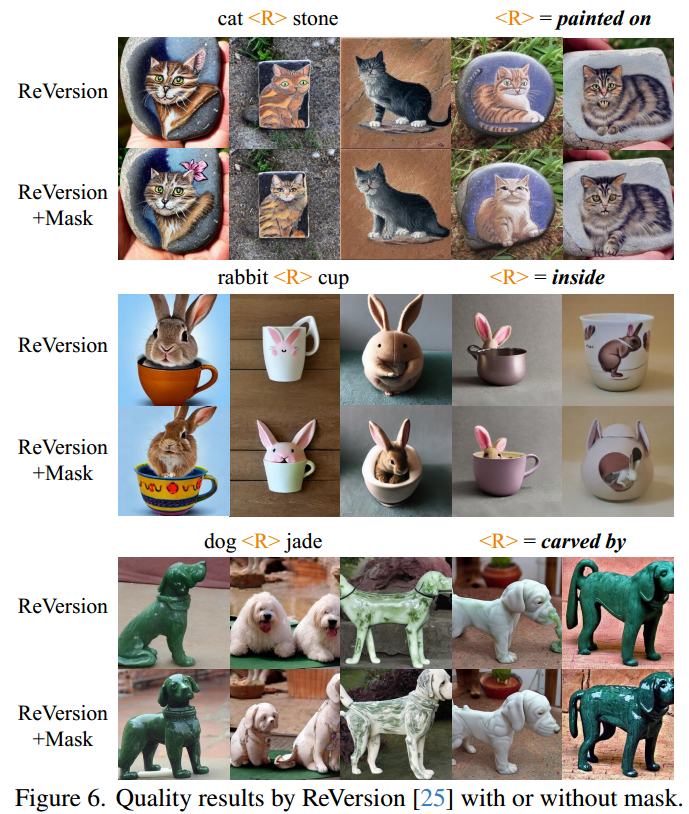 cat <R> stone <R> = painted on
ReVersion
ReVersion
+Mask
rabbit <R> cup <R> = inside
ReVersion
ReVersion
+Mask
dog <R> jade <R> = carved by
ReVersion
ReVersion
+Mask
Figure 6. Quality results by ReVersion [25] with or without mask.